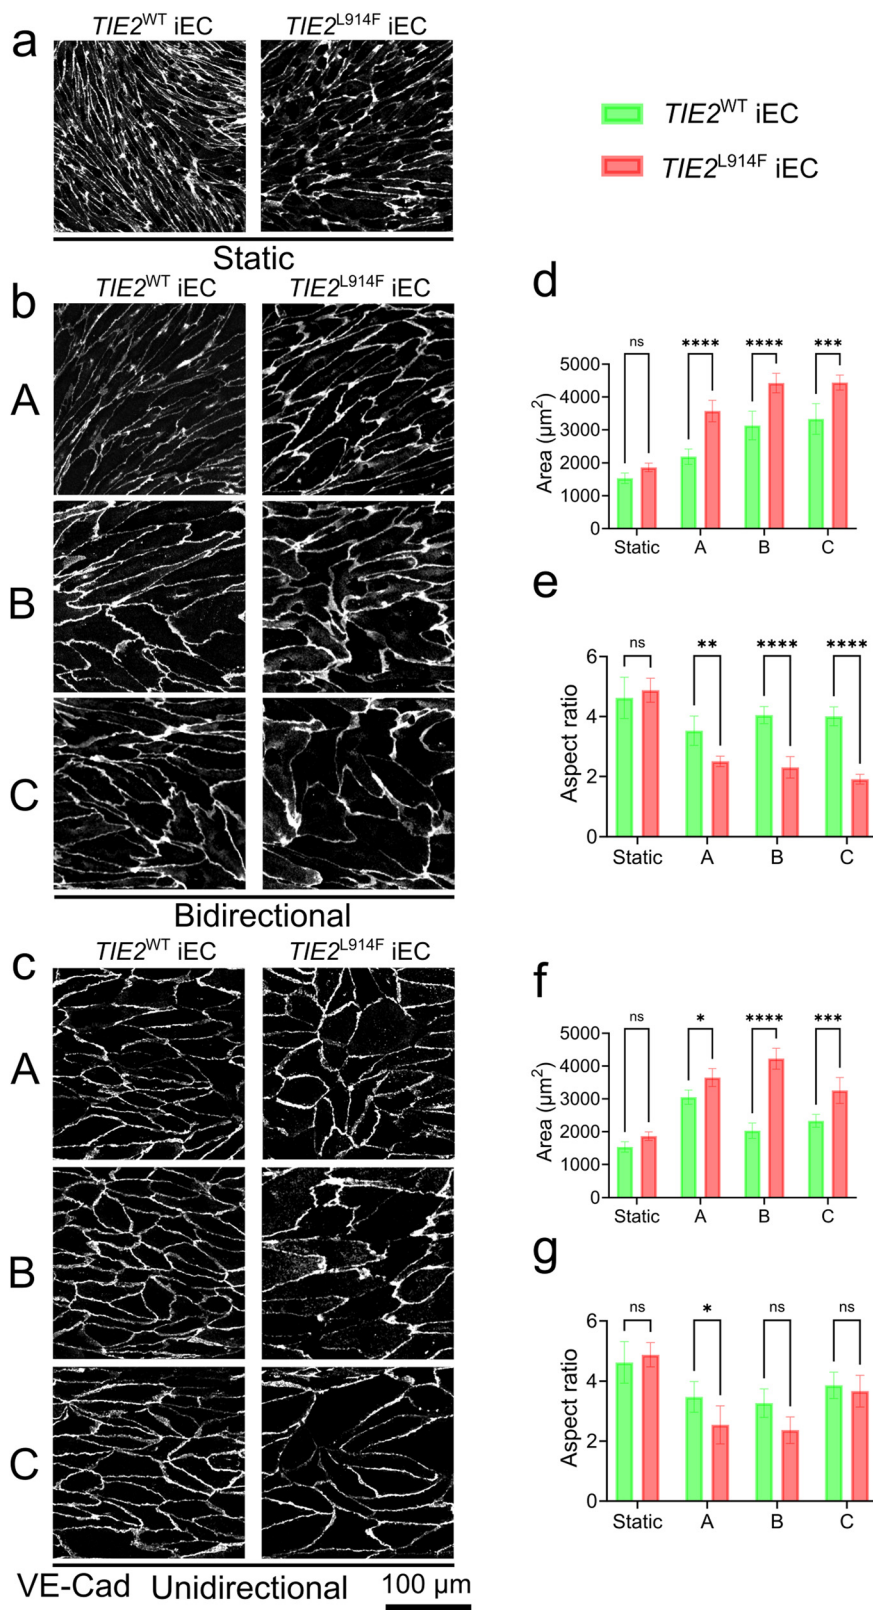 a
TIE2WT iEC
TIE2L914F iEC
Static
TIE2WT iEC
TIE2L914F iEC
b
TIE2WT iEC
TIE2L914F iEC
A
B
C
Bidirectional
c
TIE2WT iEC
TIE2L914F iEC
A
B
C
VE-Cad
Unidirectional
100 µm
d
ns
****
****
***
Area (µm2)
5000
4000
3000
2000
1000
0
Static
A
B
C
e
ns
**
****
****
Aspect ratio
6
4
2
0
Static
A
B
C
f
ns
*
****
***
Area (µm2)
5000
4000
3000
2000
1000
0
Static
A
B
C
g
ns
*
ns
ns
Aspect ratio
6
4
2
0
Static
A
B
C